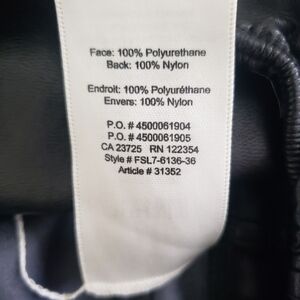 Face: 100% Polyurethane
Back: 100% Nylon
Endroit: 100% Polyuréthane
Envers: 100% Nylon
P.O. # 4500061904
P.O. # 4500061905
CA 23725 RN 122354
Style # FSL7-6136-36
Article # 31352